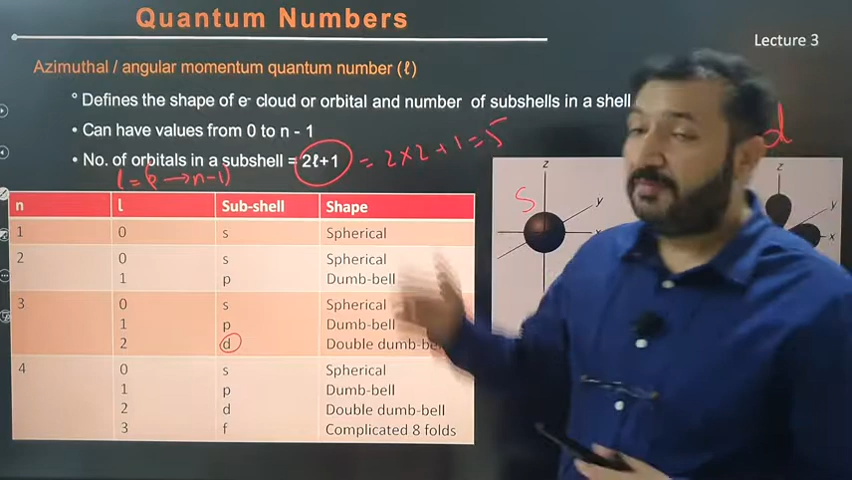 Quantum Numbers
Lecture 3
Azimuthal / angular momentum quantum number (ℓ)
° Defines the shape of e- cloud or orbital and number of subshells in a shell
• Can have values from 0 to n - 1
• No. of orbitals in a subshell = 2ℓ+1 = 2×2+1=5
n l Sub-shell Shape
1 0 s Spherical
2 0 s Spherical
1 p Dumb-bell
3 0 s Spherical
1 p Dumb-bell
2 d Double dumb-bell
4 0 s Spherical
1 p Dumb-bell
2 d Double dumb-bell
3 f Complicated 8 folds
z
y
x
S
d
z
y
x